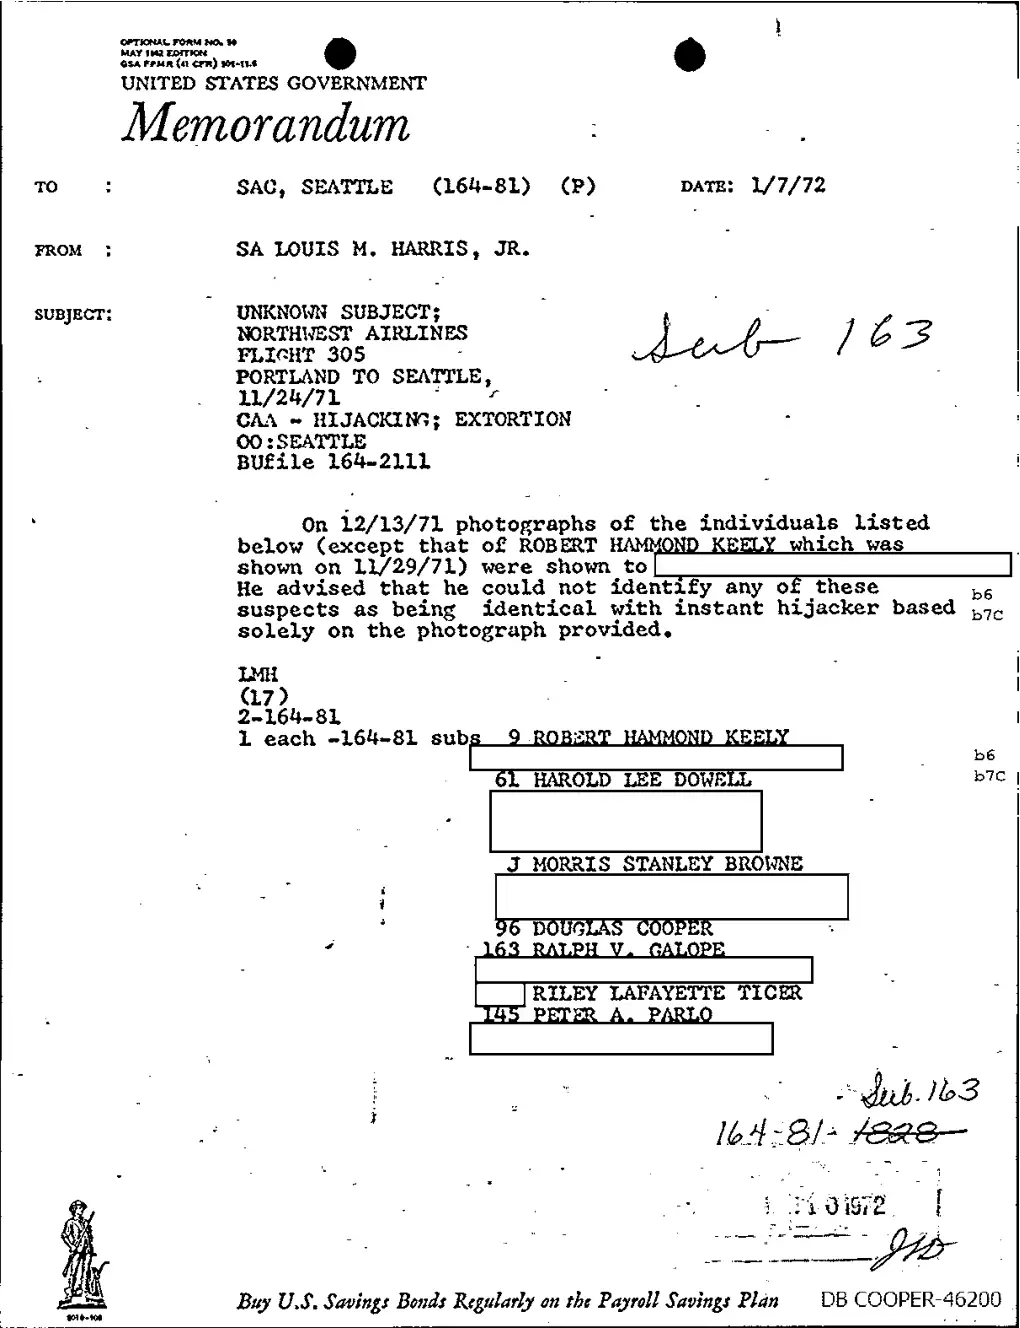 OPTIONAL FORM NO. 10
MAY 1962 EDITION
GSA FPMR (41 CFR) 101-11.6
UNITED STATES GOVERNMENT
Memorandum
TO : SAC, SEATTLE (164-81) (P) DATE: 1/7/72
FROM : SA LOUIS M. HARRIS, JR.
SUBJECT: UNKNOWN SUBJECT;
NORTHWEST AIRLINES
FLIGHT 305
PORTLAND TO SEATTLE,
11/24/71
CAA - HIJACKING; EXTORTION
OO:SEATTLE
BUfile 164-2111
Sub 163
On 12/13/71 photographs of the individuals listed
below (except that of ROBERT HAMMOND KEELY which was
shown on 11/29/71) were shown to
He advised that he could not identify any of these
suspects as being identical with instant hijacker based
solely on the photograph provided.
b6
b7C
LMH
(17)
2-164-81
1 each -164-81 subs 9 ROBERT HAMMOND KEELY
b6
b7C
61 HAROLD LEE DOWELL
J MORRIS STANLEY BROWNE
96 DOUGLAS COOPER
163 RALPH V. GALOPE
RILEY LAFAYETTE TICER
145 PETER A. PARLO
Sub. 163
164-81- 1828
1972
Buy U.S. Savings Bonds Regularly on the Payroll Savings Plan
DB COOPER-46200